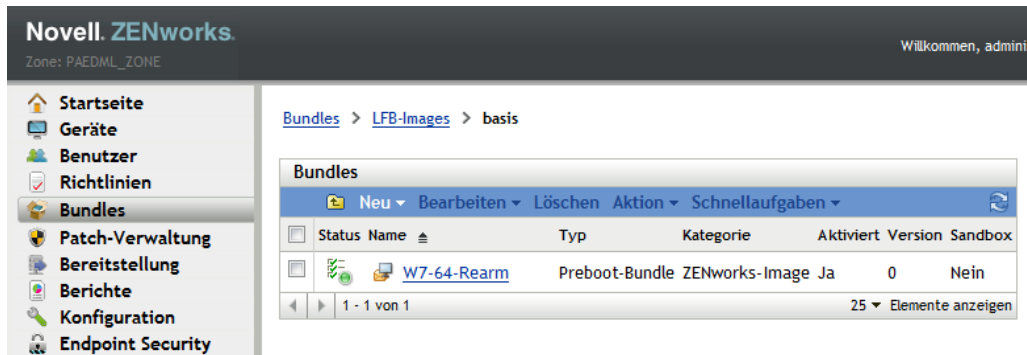 Novell. ZENworks.
Zone: PAEDML_ZONE
Willkommen, admini
Startseite
Geräte
Benutzer
Richtlinien
Bundles
Patch-Verwaltung
Bereitstellung
Berichte
Konfiguration
Endpoint Security
Bundles > LFB-Images > basis
Bundles
Neu Bearbeiten Löschen Aktion Schnellaufgaben
Status Name Typ Kategorie Aktiviert Version Sandbox
W7-64-Rearm Preboot-Bundle ZENworks-Image Ja 0 Nein
1 - 1 von 1 25 Elemente anzeigen